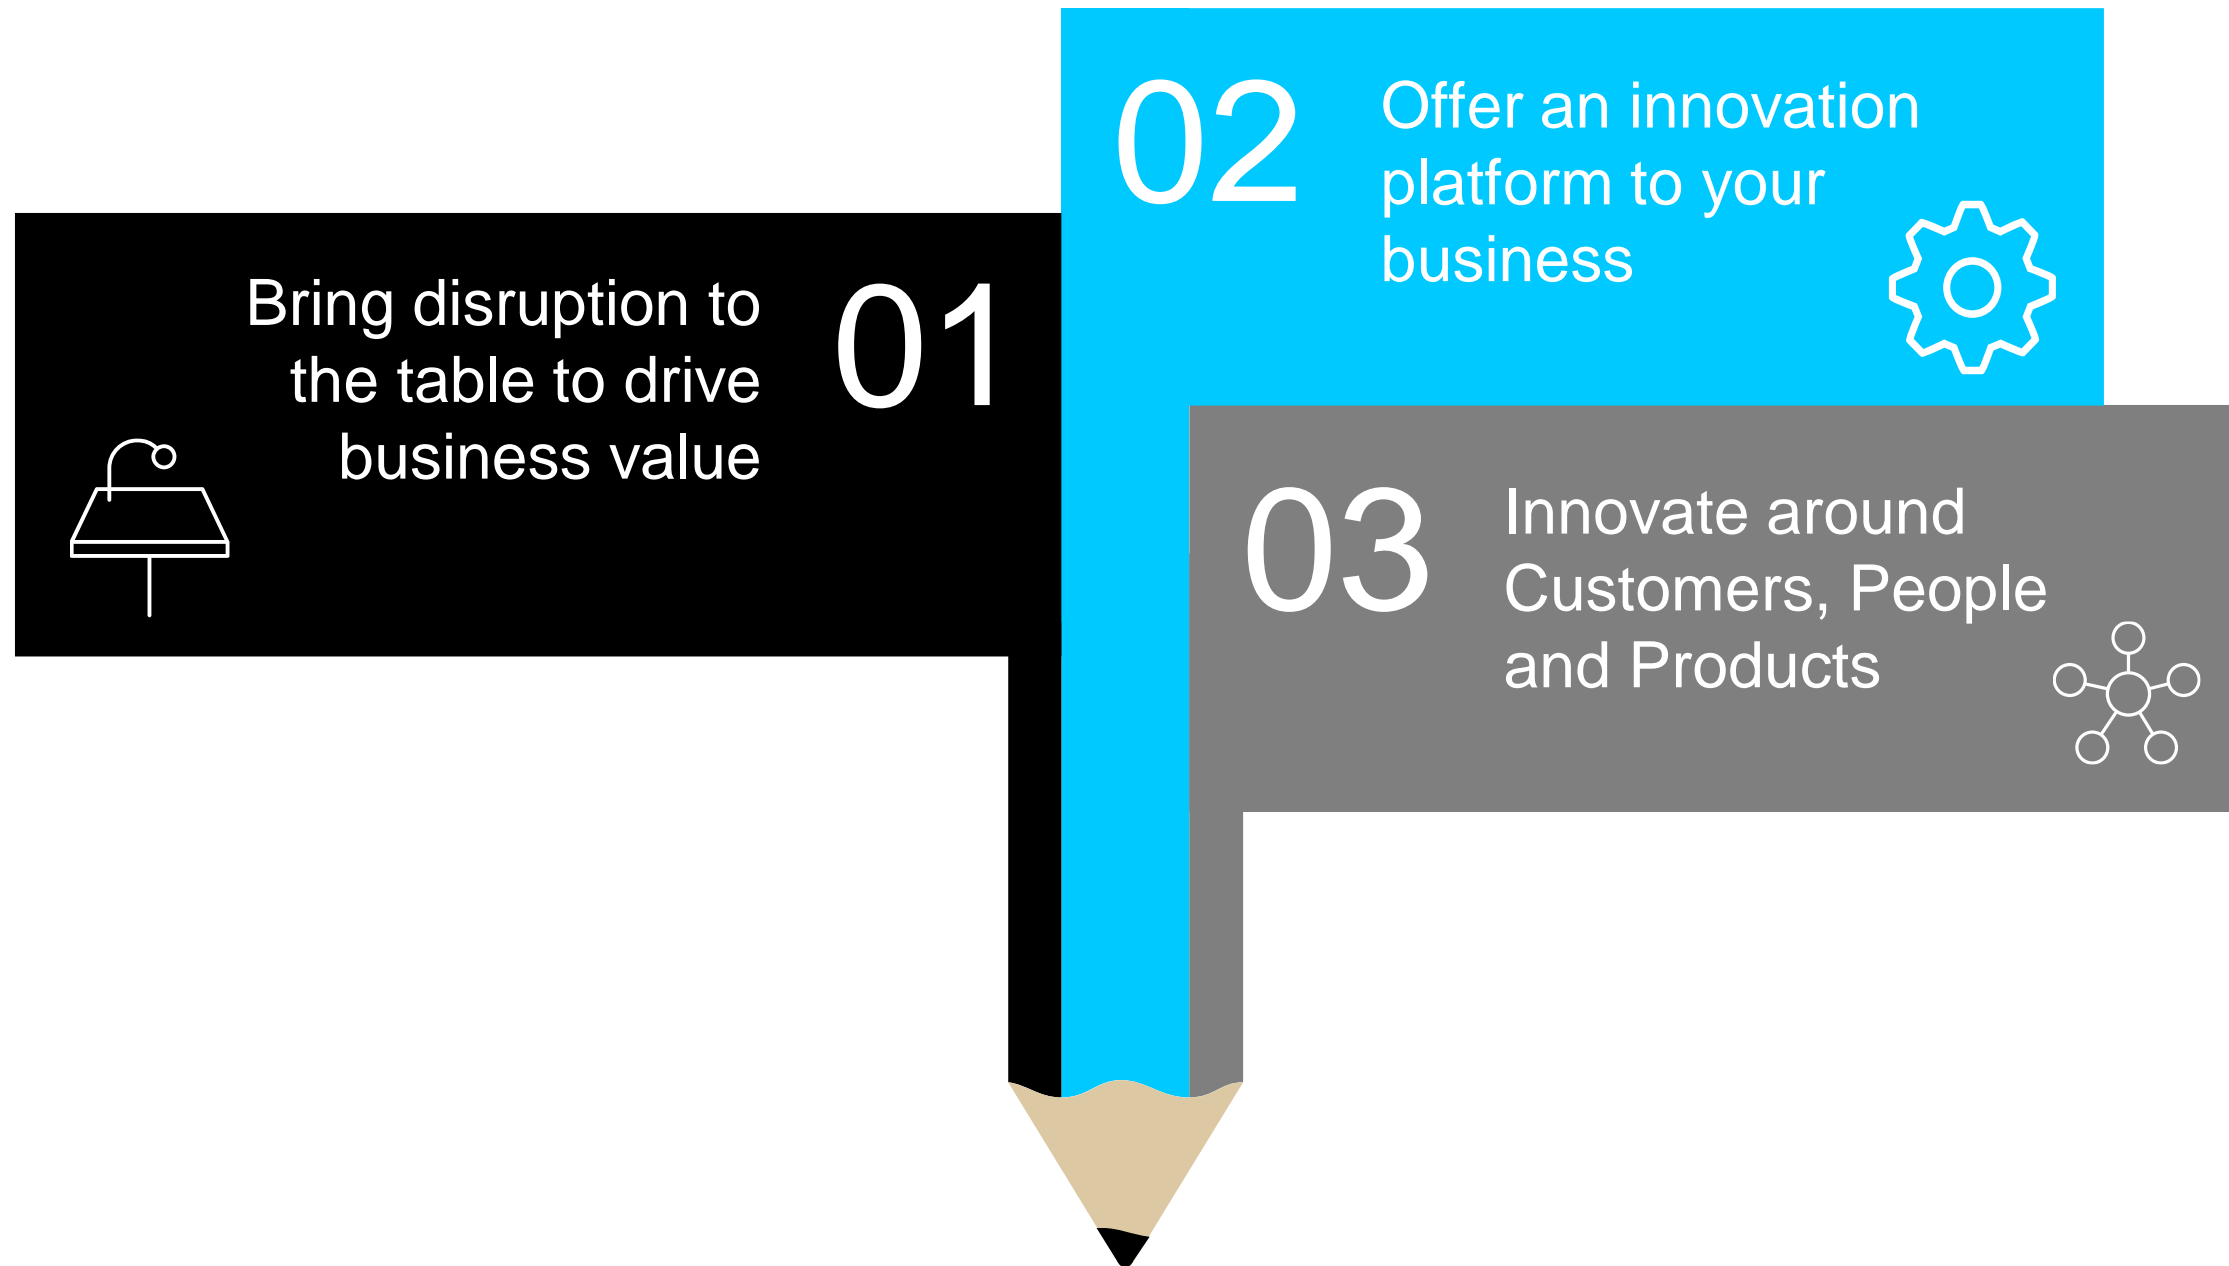 01
Bring disruption to
the table to drive
business value
02
Offer an innovation
platform to your
business
03
Innovate around
Customers, People
and Products